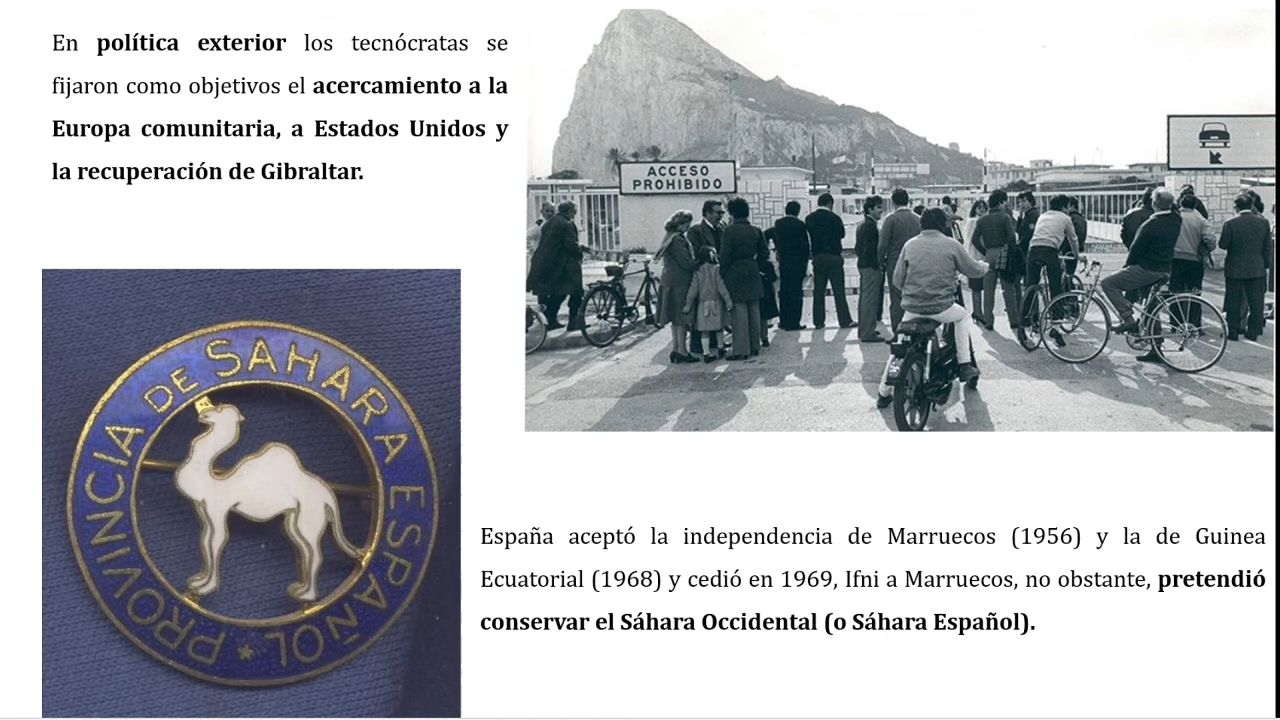 En política exterior los tecnócratas se
fijaron como objetivos el acercamiento a la
Europa comunitaria, a Estados Unidos y
la recuperación de Gibraltar.
ACCESO
PROHIBIDO
PROVINCIA DE SAHARA ESPAÑOL
España aceptó la independencia de Marruecos (1956) y la de Guinea
Ecuatorial (1968) y cedió en 1969, Ifni a Marruecos, no obstante, pretendió
conservar el Sáhara Occidental (o Sáhara Español).